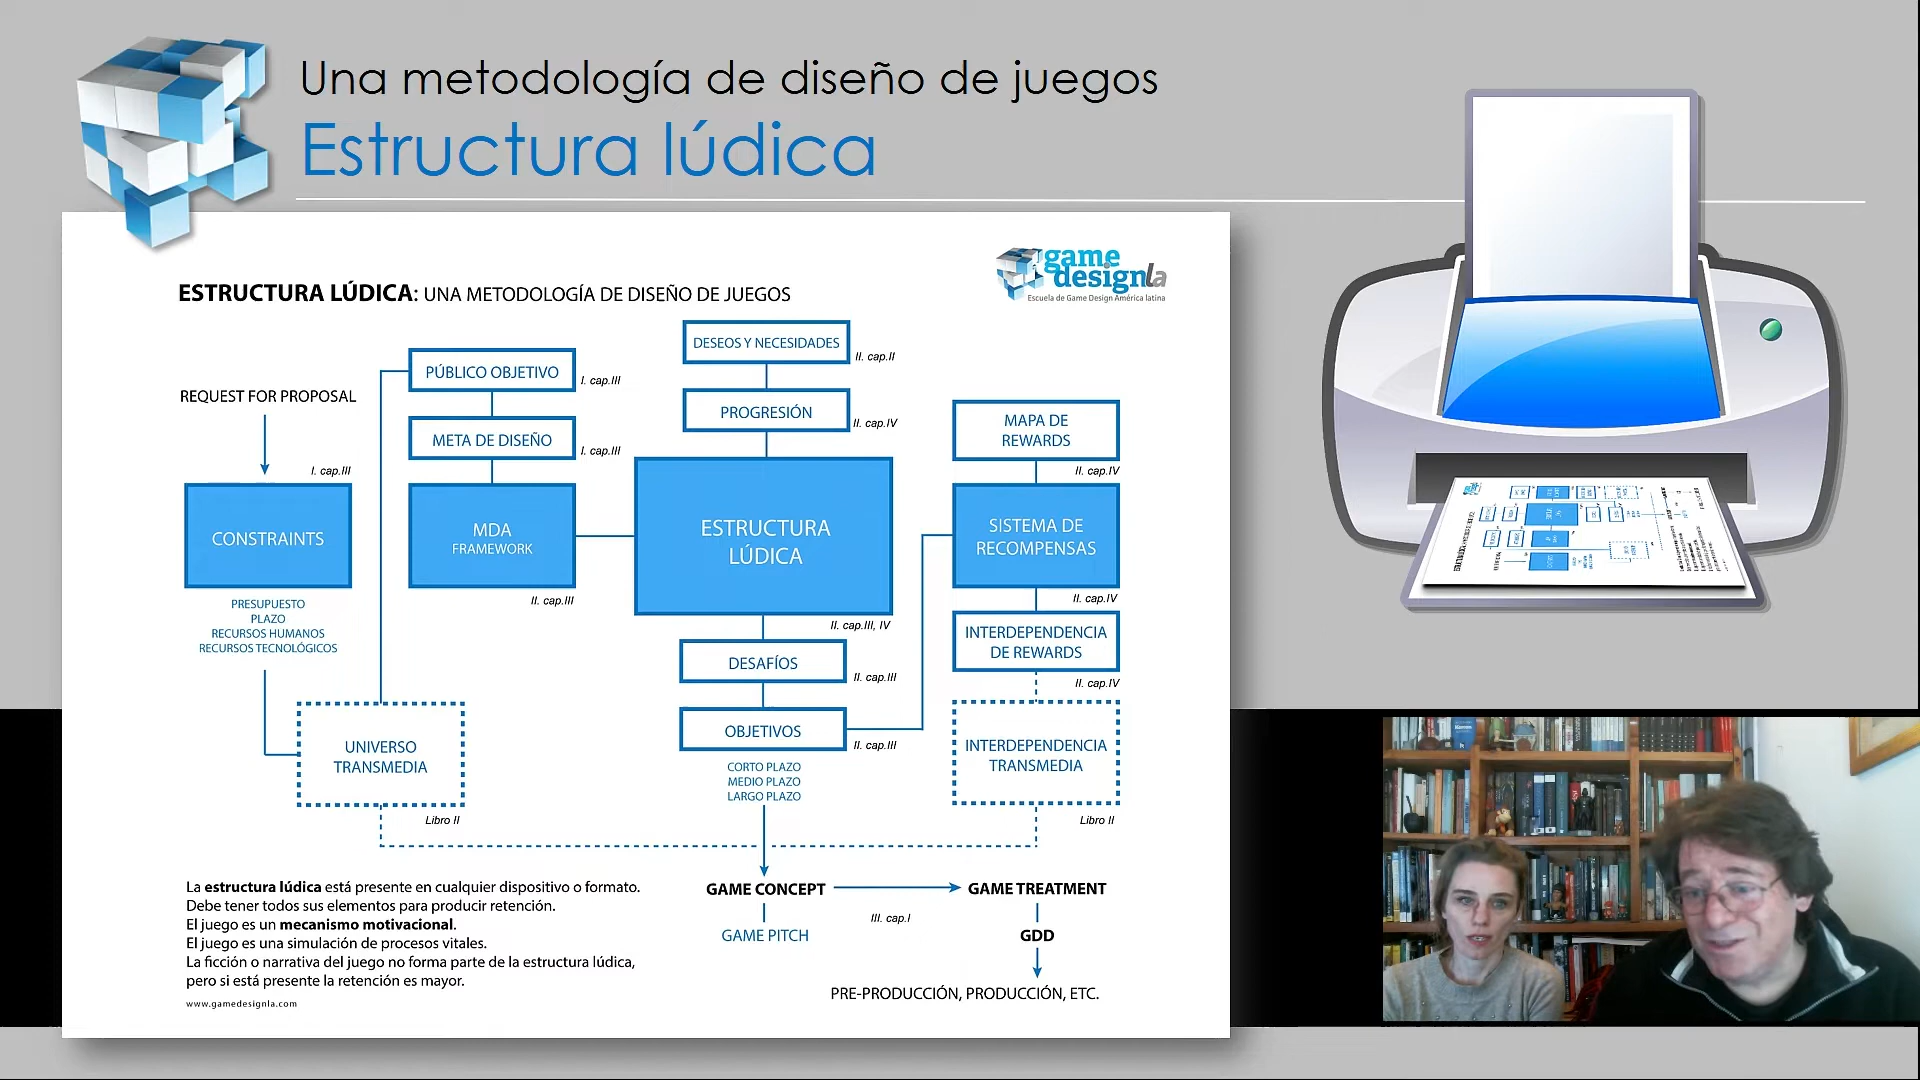 Una metodología de diseño de juegos
Estructura lúdica
game
designla
Escuela de Game Design América latina
ESTRUCTURA LÚDICA: UNA METODOLOGÍA DE DISEÑO DE JUEGOS
REQUEST FOR PROPOSAL
I. cap.III
CONSTRAINTS
PRESUPUESTO
PLAZO
RECURSOS HUMANOS
RECURSOS TECNOLÓGICOS
UNIVERSO
TRANSMEDIA
Libro II
PÚBLICO OBJETIVO
I. cap.III
META DE DISEÑO
I. cap.III
MDA
FRAMEWORK
II. cap.III
DESEOS Y NECESIDADES
II. cap.II
PROGRESIÓN
II. cap.IV
ESTRUCTURA
LÚDICA
II. cap.III, IV
DESAFÍOS
II. cap.III
OBJETIVOS
II. cap.III
CORTO PLAZO
MEDIO PLAZO
LARGO PLAZO
MAPA DE
REWARDS
II. cap.IV
SISTEMA DE
RECOMPENSAS
II. cap.IV
INTERDEPENDENCIA
DE REWARDS
II. cap.IV
INTERDEPENDENCIA
TRANSMEDIA
Libro II
La estructura lúdica está presente en cualquier dispositivo o formato.
Debe tener todos sus elementos para producir retención.
El juego es un mecanismo motivacional.
El juego es una simulación de procesos vitales.
La ficción o narrativa del juego no forma parte de la estructura lúdica,
pero si está presente la retención es mayor.
www.gamedesignla.com
GAME CONCEPT
GAME TREATMENT
III. cap.I
GAME PITCH
GDD
PRE-PRODUCCIÓN, PRODUCCIÓN, ETC.